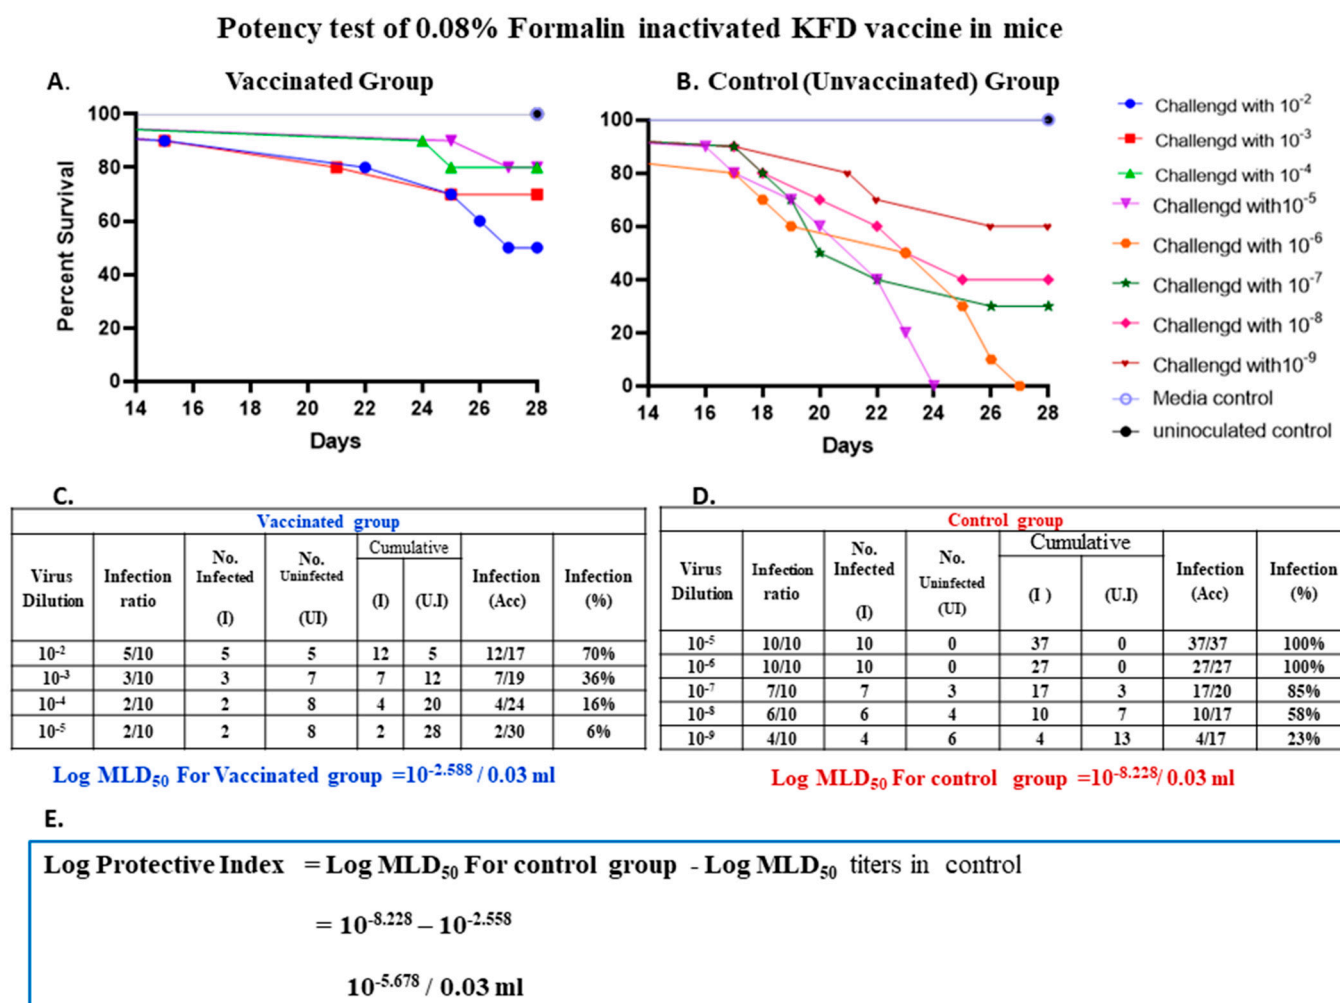 Potency test of 0.08% Formalin inactivated KFD vaccine in mice
A. Vaccinated Group
B. Control (Unvaccinated) Group
Percent Survival
100
80
60
40
20
0
14 16 18 20 22 24 26 28
Days
100
80
60
40
20
0
14 16 18 20 22 24 26 28
Days
Challengd with 10⁻²
Challengd with 10⁻³
Challengd with 10⁻⁴
Challengd with10⁻⁵
Challengd with 10⁻⁶
Challengd with 10⁻⁷
Challengd with 10⁻⁸
Challengd with10⁻⁹
Media control
uninoculated control
C.
Vaccinated group
Virus Dilution Infection ratio No. Infected (I) No. Uninfected (UI) Cumulative (I) (U.I) Infection (Acc) Infection (%)
10⁻² 5/10 5 5 12 5 12/17 70%
10⁻³ 3/10 3 7 7 12 7/19 36%
10⁻⁴ 2/10 2 8 4 20 4/24 16%
10⁻⁵ 2/10 2 8 2 28 2/30 6%
Log MLD₅₀ For Vaccinated group =10⁻²·⁵⁸⁸ / 0.03 ml
D.
Control group
Virus Dilution Infection ratio No. Infected (I) No. Uninfected (UI) Cumulative (I ) (U.I) Infection (Acc) Infection (%)
10⁻⁵ 10/10 10 0 37 0 37/37 100%
10⁻⁶ 10/10 10 0 27 0 27/27 100%
10⁻⁷ 7/10 7 3 17 3 17/20 85%
10⁻⁸ 6/10 6 4 10 7 10/17 58%
10⁻⁹ 4/10 4 6 4 13 4/17 23%
Log MLD₅₀ For control group =10⁻⁸·²²⁸/ 0.03 ml
E.
Log Protective Index = Log MLD₅₀ For control group - Log MLD₅₀ titers in control
= 10⁻⁸·²²⁸ – 10⁻²·⁵⁵⁸
10⁻⁵·⁶⁷⁸ / 0.03 ml